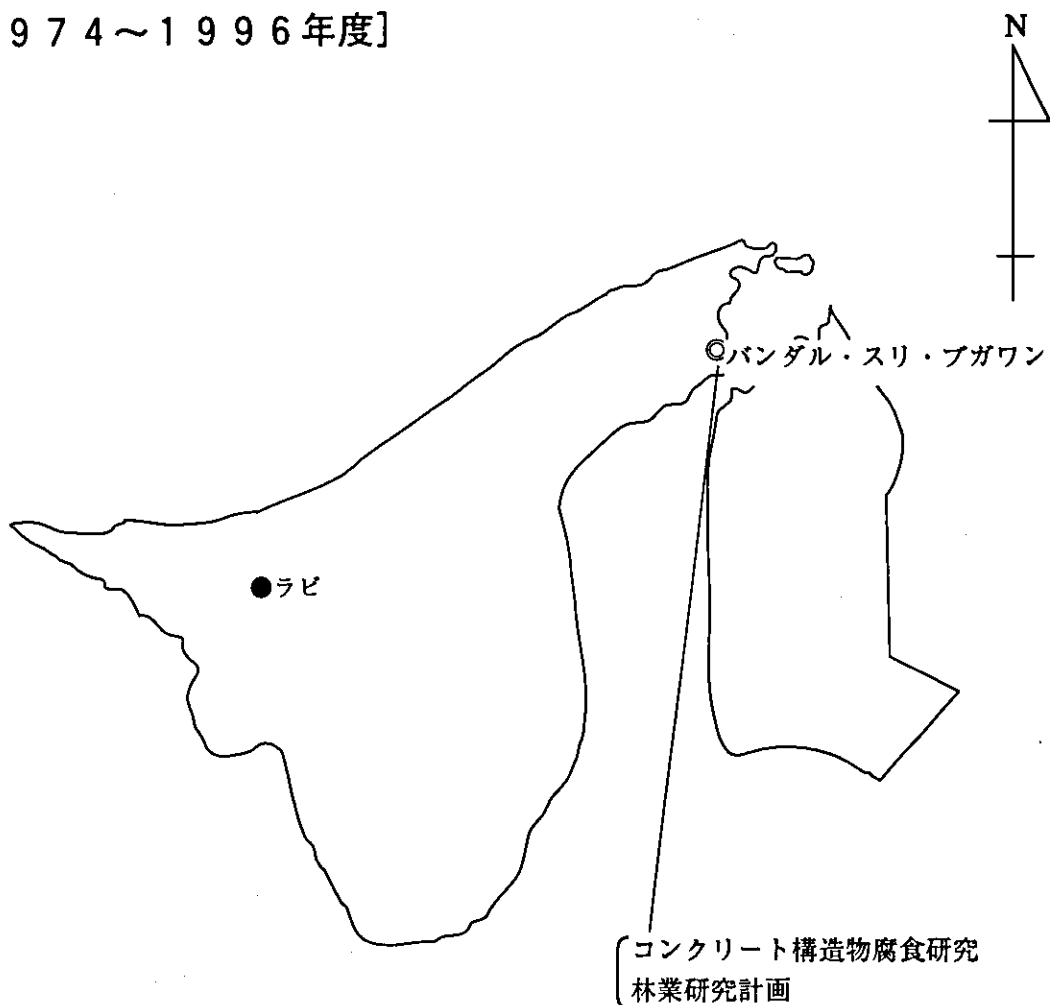 ９７４～１９９６年度]
N
バンダル・スリ・ブガワン
ラビ
コンクリート構造物腐食研究
林業研究計画